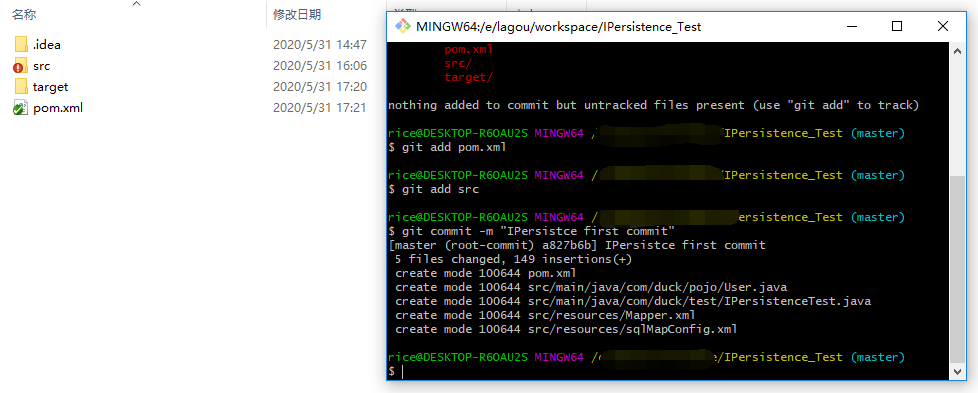 名称
修改日期
.idea
2020/5/31 14:47
src
2020/5/31 16:06
target
2020/5/31 17:20
pom.xml
2020/5/31 17:21
MINGW64:/e/lagou/workspace/IPersistence_Test
pom.xml
src/
target/
nothing added to commit but untracked files present (use "git add" to track)
rice@DESKTOP-R6OAU2S MINGW64 / IPersistence_Test (master)
$ git add pom.xml
rice@DESKTOP-R6OAU2S MINGW64 / IPersistence_Test (master)
$ git add src
rice@DESKTOP-R6OAU2S MINGW64 / ersistence_Test (master)
$ git commit -m "IPersistce first commit"
[master (root-commit) a827b6b] IPersistce first commit
5 files changed, 149 insertions(+)
create mode 100644 pom.xml
create mode 100644 src/main/java/com/duck/pojo/User.java
create mode 100644 src/main/java/com/duck/test/IPersistenceTest.java
create mode 100644 src/resources/Mapper.xml
create mode 100644 src/resources/sqlMapConfig.xml
rice@DESKTOP-R6OAU2S MINGW64 / /IPersistence_Test (master)
$